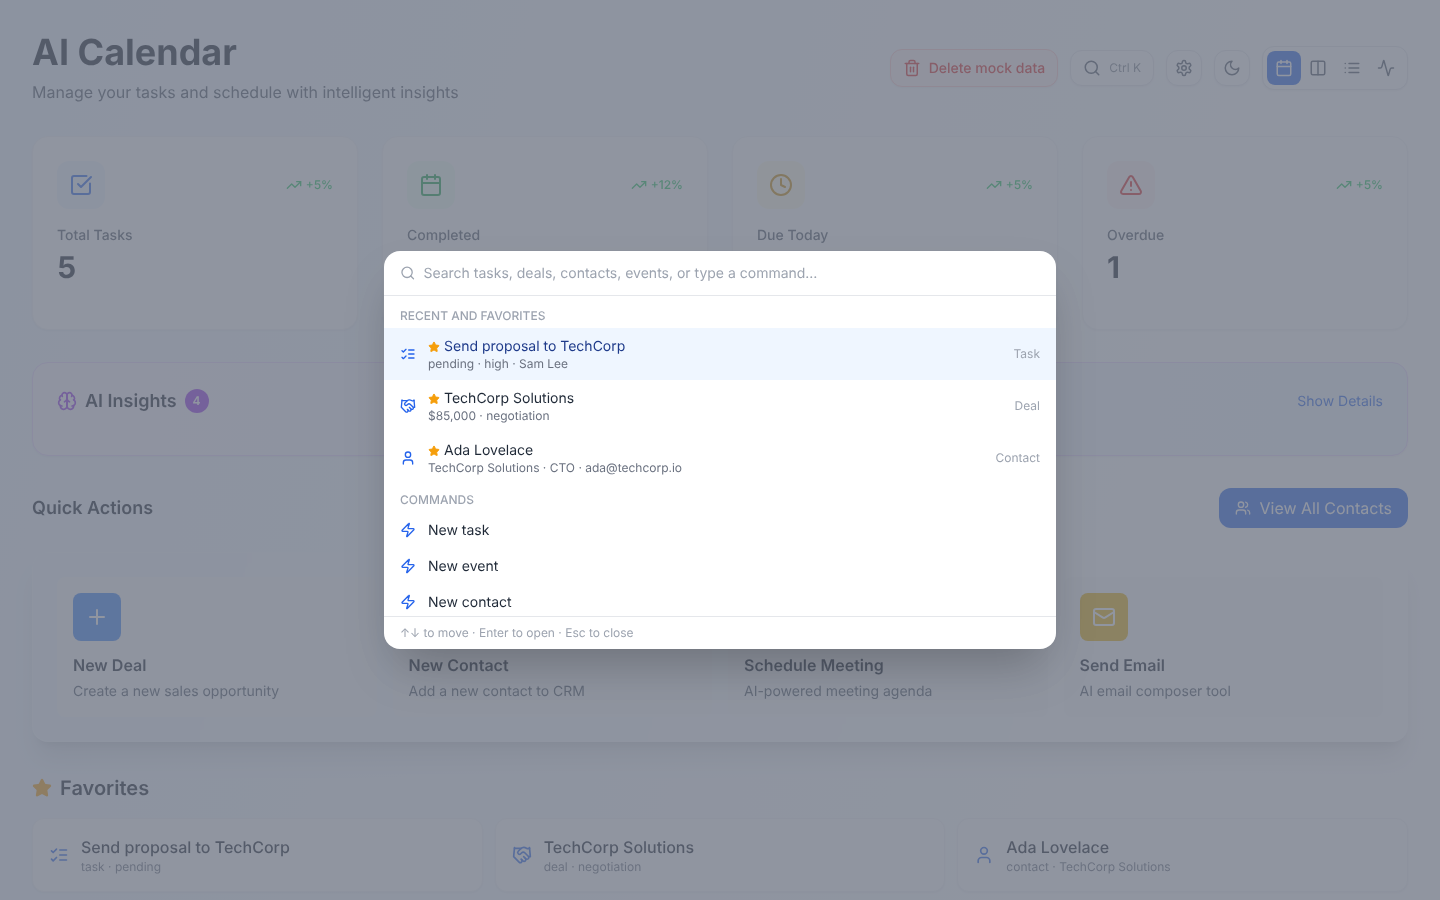 AI Calendar
Manage your tasks and schedule with intelligent insights
Delete mock data
Ctrl K
+5%
+12%
+5%
+5%
Total Tasks
Completed
Due Today
Overdue
5
1
Search tasks, deals, contacts, events, or type a command...
RECENT AND FAVORITES
Send proposal to TechCorp
pending · high · Sam Lee
Task
TechCorp Solutions
$85,000 · negotiation
Deal
Ada Lovelace
TechCorp Solutions · CTO · ada@techcorp.io
Contact
COMMANDS
New task
New event
New contact
↑↓ to move · Enter to open · Esc to close
AI Insights
4
Show Details
Quick Actions
View All Contacts
New Deal
Create a new sales opportunity
New Contact
Add a new contact to CRM
Schedule Meeting
AI-powered meeting agenda
Send Email
AI email composer tool
Favorites
Send proposal to TechCorp
task · pending
TechCorp Solutions
deal · negotiation
Ada Lovelace
contact · TechCorp Solutions